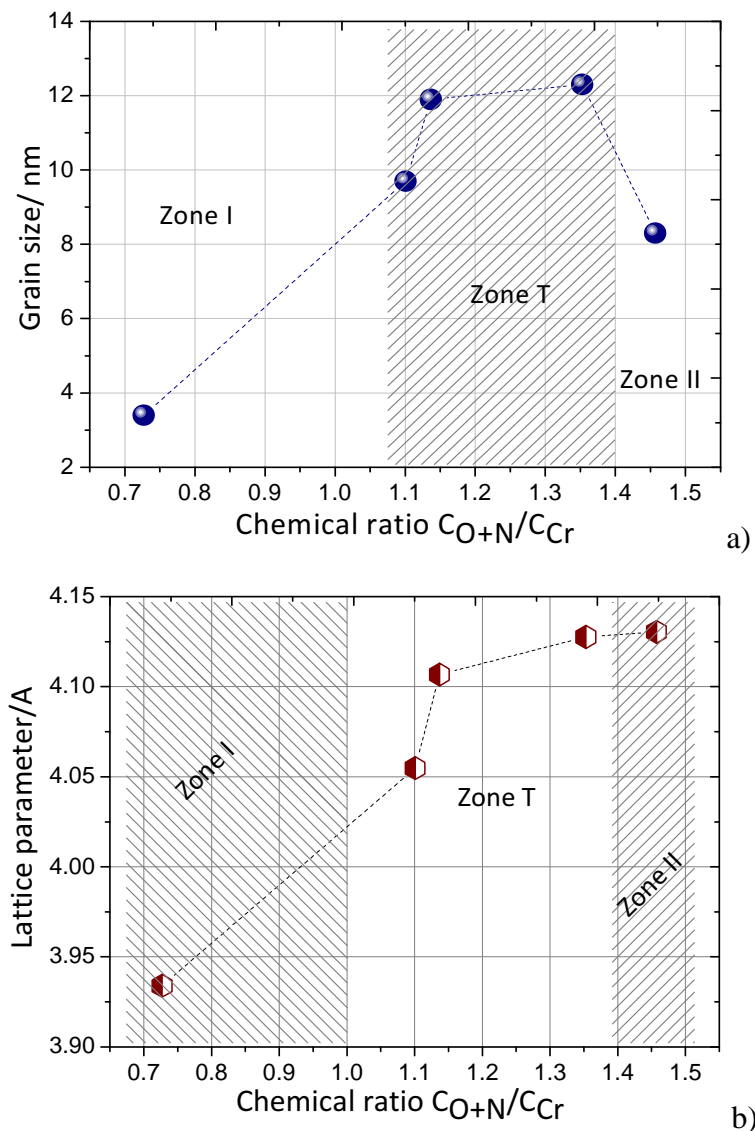 14
12
10
8
6
4
2
Grain size/ nm
Zone I
Zone T
Zone II
0.7 0.8 0.9 1.0 1.1 1.2 1.3 1.4 1.5
Chemical ratio CO+N/CCr
a)
4.15
4.10
4.05
4.00
3.95
3.90
Lattice parameter/A
Zone I
Zone T
Zone II
0.7 0.8 0.9 1.0 1.1 1.2 1.3 1.4 1.5
Chemical ratio CO+N/CCr
b)